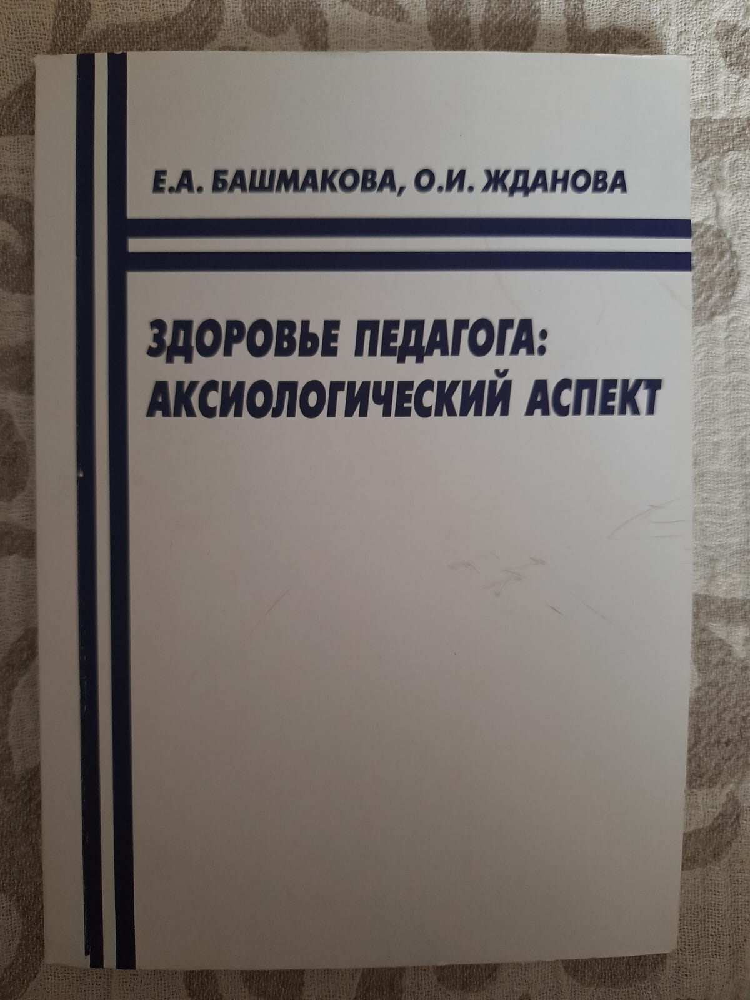 Е.А. БАШМАКОВА, О.И. ЖДАНОВА
ЗДОРОВЬЕ ПЕДАГОГА:
АКСИОЛОГИЧЕСКИЙ АСПЕКТ